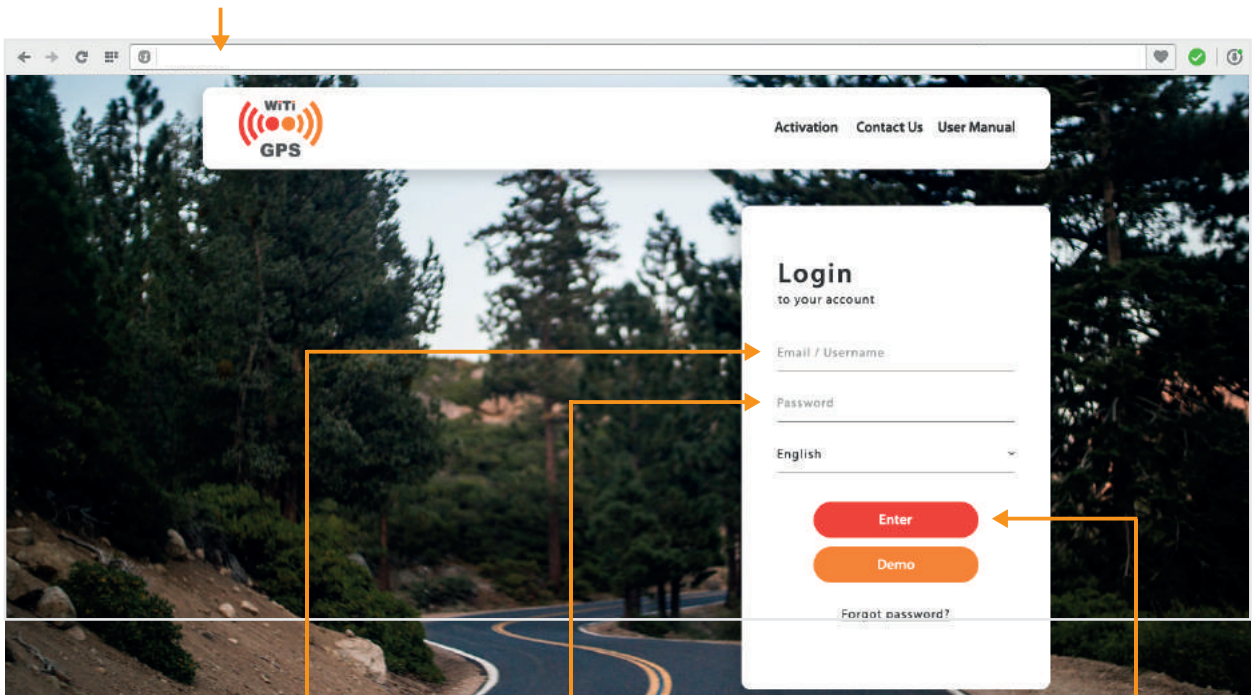 WiTi
GPS
Activation Contact Us User Manual
Login
to your account
Email / Username
Password
English
Enter
Demo
Forgot password?